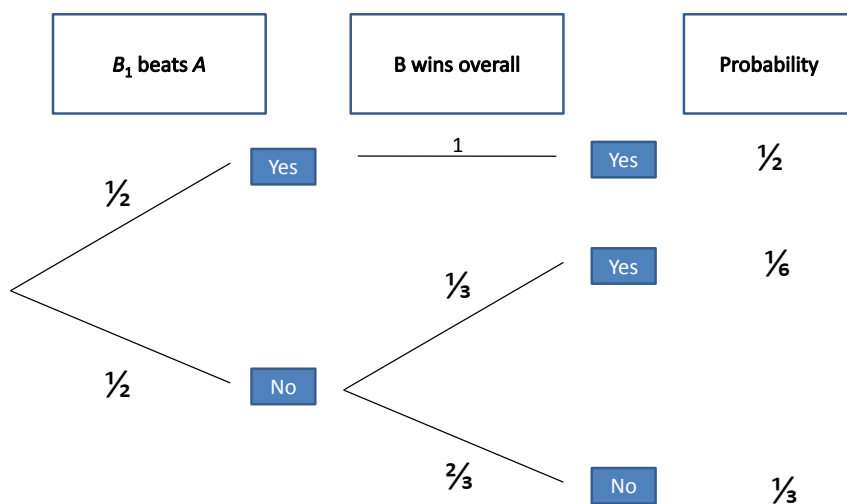 B₁ beats A
B wins overall
Probability
Yes
1
Yes
½
½
Yes
⅙
⅓
½
No
⅔
No
⅓